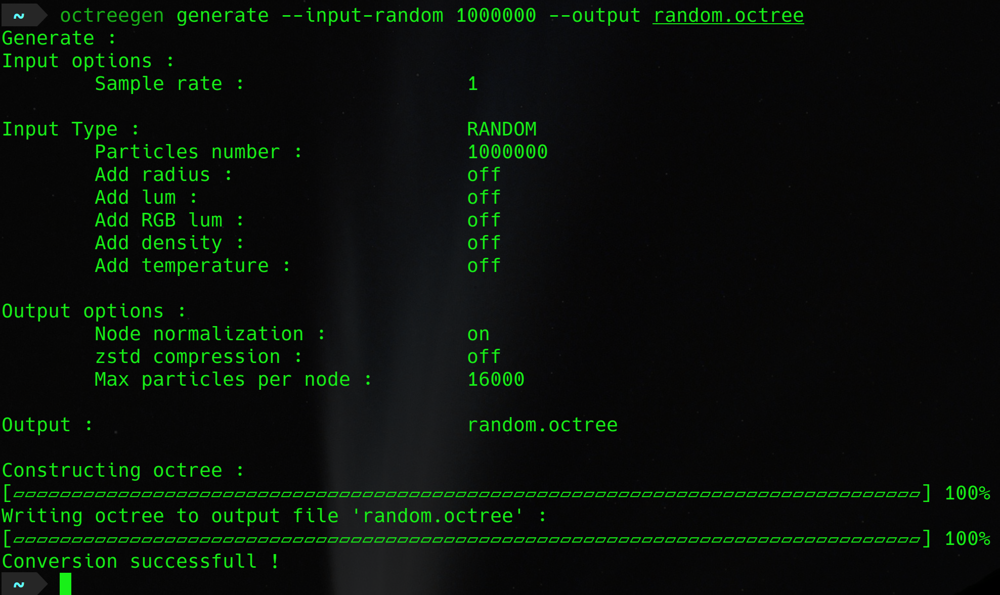 ~ octreegen generate --input-random 1000000 --output random.octree
Generate :
Input options :
Sample rate : 1
Input Type : RANDOM
Particles number : 1000000
Add radius : off
Add lum : off
Add RGB lum : off
Add density : off
Add temperature : off
Output options :
Node normalization : on
zstd compression : off
Max particles per node : 16000
Output : random.octree
Constructing octree :
[▱▱▱▱▱▱▱▱▱▱▱▱▱▱▱▱▱▱▱▱▱▱▱▱▱▱▱▱▱▱▱▱▱▱▱▱▱▱▱▱▱▱▱▱▱▱▱▱▱▱▱▱▱▱▱▱▱▱▱▱▱▱▱▱▱▱▱▱▱▱▱▱▱▱▱▱▱▱] 100%
Writing octree to output file 'random.octree' :
[▱▱▱▱▱▱▱▱▱▱▱▱▱▱▱▱▱▱▱▱▱▱▱▱▱▱▱▱▱▱▱▱▱▱▱▱▱▱▱▱▱▱▱▱▱▱▱▱▱▱▱▱▱▱▱▱▱▱▱▱▱▱▱▱▱▱▱▱▱▱▱▱▱▱▱▱▱▱] 100%
Conversion successfull !
~